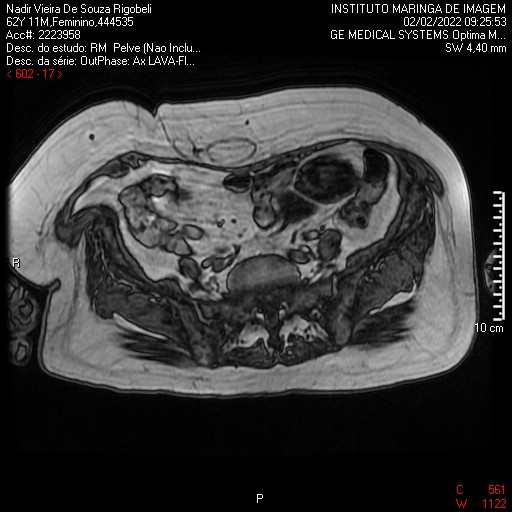 Nadir Vieira De Souza Rigobeli
62Y 11M,Feminino,444535
Acc#: 2223958
Desc. do estudo: RM Pelve (Nao Inclu...
Desc. da série: OutPhase: Ax LAVA-Fl...
< 602 - 17 >
INSTITUTO MARINGA DE IMAGEM
02/02/2022 09:25:53
GE MEDICAL SYSTEMS Optima M...
SW 4,40 mm
R
10 cm
P
C 561
W 1122